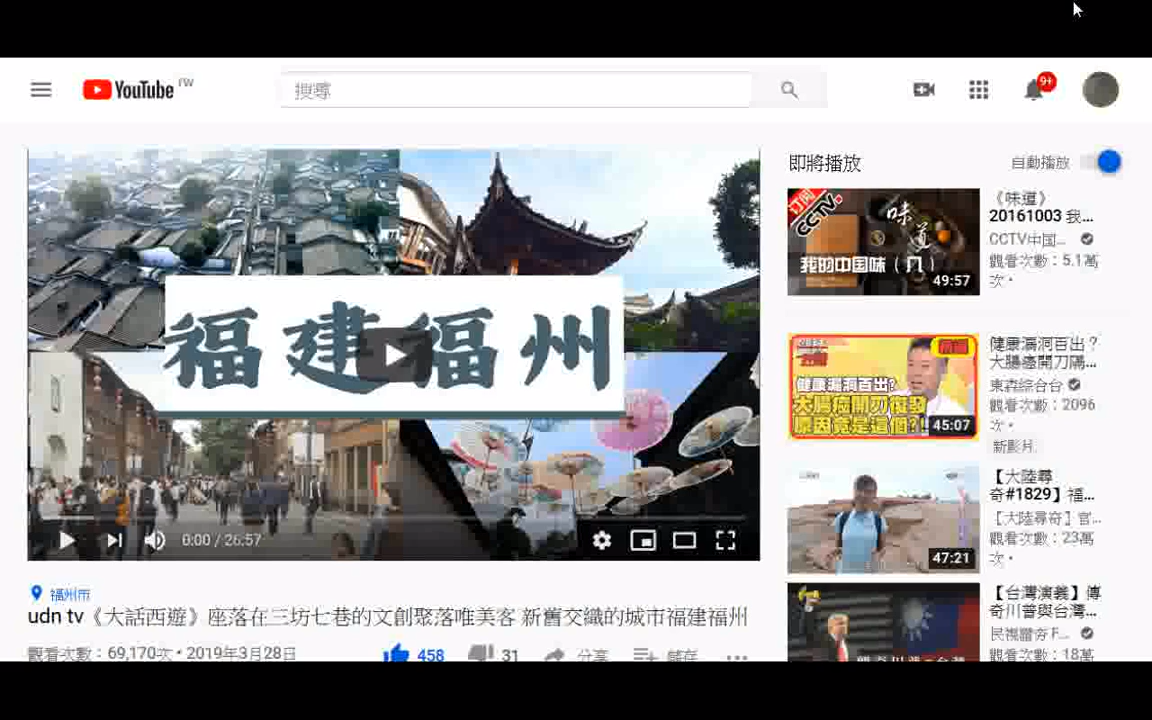 YouTube TW
搜尋
9+
福建福州
0:00 / 26:57
福州市
udn tv《大話西遊》座落在三坊七巷的文創聚落唯美客 新舊交織的城市福建福州
觀看次數：69,170次 • 2019年3月28日
458
31
分享
儲存
即將播放
自動播放
订阅
CCTV.
味道
我的中国味（八）
49:57
《味道》
20161003 我...
CCTV中国...
觀看次數：5.1萬
次 •
健康漏洞百出?
大腸癌開刀復發
原因竟是這個?!
45:07
健康漏洞百出？
大腸癌開刀隔...
東森綜合台
觀看次數：2096
次 •
新影片
47:21
【大陸尋
奇#1829】福...
【大陸尋奇】官...
觀看次數：23萬
次 •
【台灣演義】傳
奇川普與台灣...
民視讚夯 F...
觀看次數：18萬